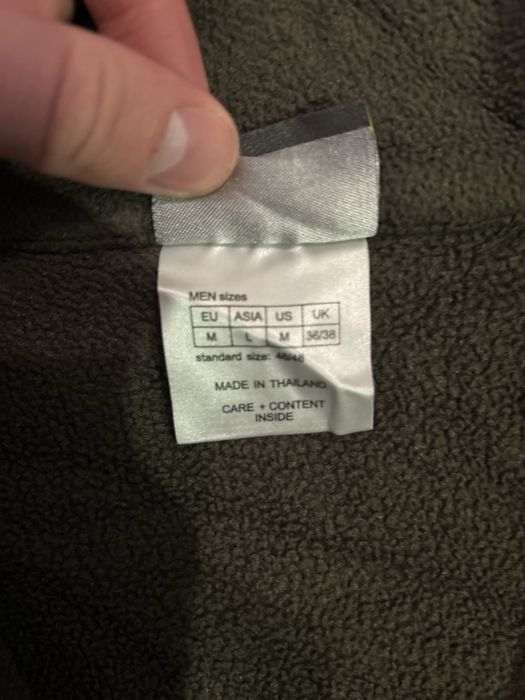 MEN sizes
EU ASIA US UK
M L M 36/38
standard size: 46/48
MADE IN THAILAND
CARE + CONTENT
INSIDE